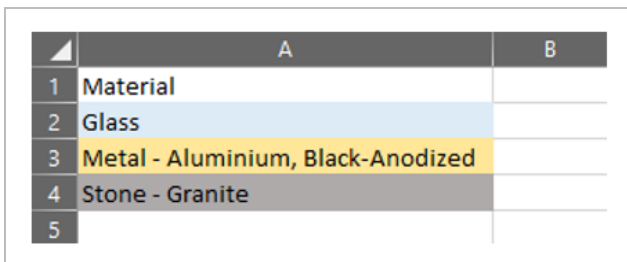 A B
1 Material
2 Glass
3 Metal - Aluminium, Black-Anodized
4 Stone - Granite
5